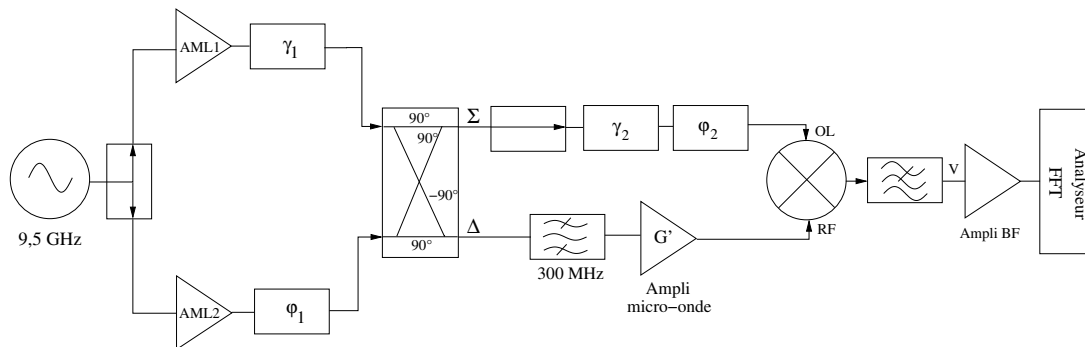 AML1
γ1
9,5 GHz
AML2
φ1
90°
90°
−90°
90°
Σ
Δ
γ2
φ2
OL
RF
300 MHz
G'
Ampli
micro−onde
V
Ampli BF
Analyseur
FFT